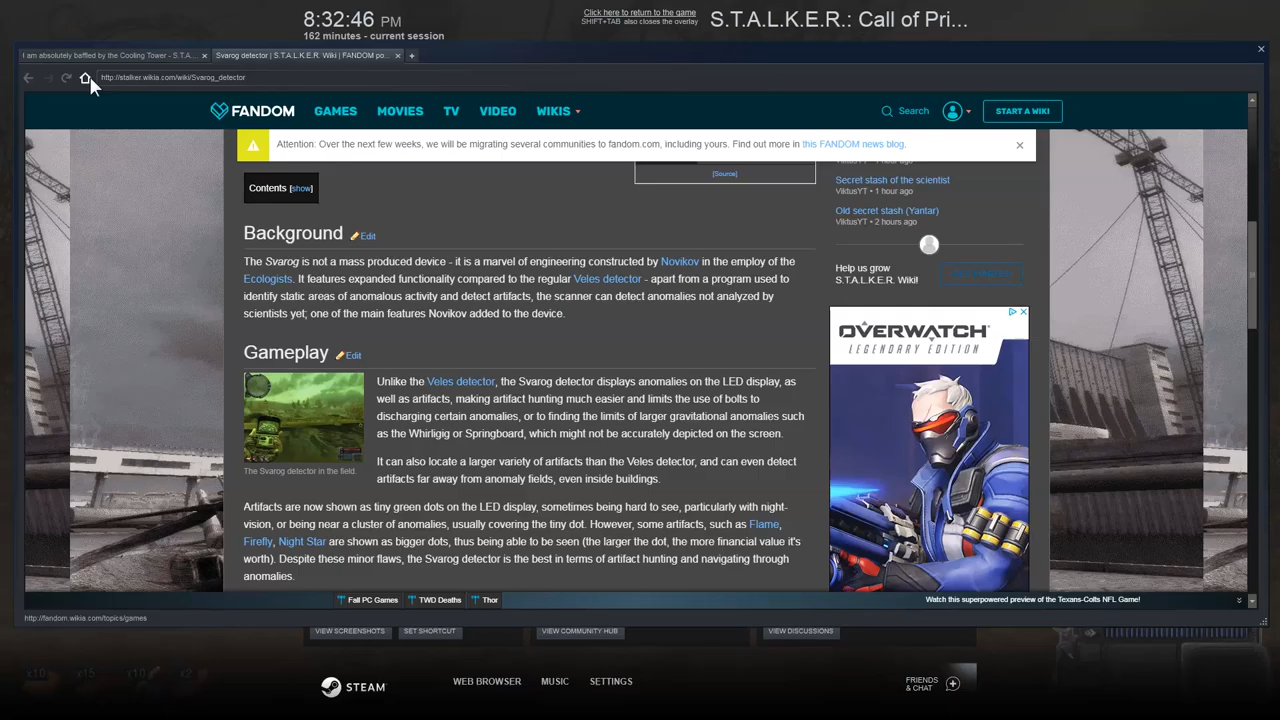 8:32:46 PM
162 minutes - current session
Click here to return to the game
SHIFT+TAB also closes the overlay
S.T.A.L.K.E.R.: Call of Pri...
I am absolutely baffled by the Cooling Tower - S.T.A....
Svarog detector | S.T.A.L.K.E.R. Wiki | FANDOM po...
http://stalker.wikia.com/wiki/Svarog_detector
FANDOM GAMES MOVIES TV VIDEO WIKIS Search START A WIKI
Attention: Over the next few weeks, we will be migrating several communities to fandom.com, including yours. Find out more in this FANDOM news blog.
[Source]
Contents [show]
Background Edit
The Svarog is not a mass produced device - it is a marvel of engineering constructed by Novikov in the employ of the
Ecologists. It features expanded functionality compared to the regular Veles detector - apart from a program used to
identify static areas of anomalous activity and detect artifacts, the scanner can detect anomalies not analyzed by
scientists yet; one of the main features Novikov added to the device.
Gameplay Edit
Unlike the Veles detector, the Svarog detector displays anomalies on the LED display, as
well as artifacts, making artifact hunting much easier and limits the use of bolts to
discharging certain anomalies, or to finding the limits of larger gravitational anomalies such
as the Whirligig or Springboard, which might not be accurately depicted on the screen.
The Svarog detector in the field.
It can also locate a larger variety of artifacts than the Veles detector, and can even detect
artifacts far away from anomaly fields, even inside buildings.
Artifacts are now shown as tiny green dots on the LED display, sometimes being hard to see, particularly with night-
vision, or being near a cluster of anomalies, usually covering the tiny dot. However, some artifacts, such as Flame,
Firefly, Night Star are shown as bigger dots, thus being able to be seen (the larger the dot, the more financial value it's
worth). Despite these minor flaws, the Svarog detector is the best in terms of artifact hunting and navigating through
anomalies.
ViktusYT • 1 hour ago
Secret stash of the scientist
ViktusYT • 1 hour ago
Old secret stash (Yantar)
ViktusYT • 2 hours ago
Help us grow
S.T.A.L.K.E.R. Wiki!
OVERWATCH
LEGENDARY EDITION
Fall PC Games TWD Deaths Thor
Watch this superpowered preview of the Texans-Colts NFL Game!
http://fandom.wikia.com/topics/games
VIEW SCREENSHOTS SET SHORTCUT VIEW COMMUNITY HUB VIEW DISCUSSIONS
x10 x15 x10 x2
STEAM WEB BROWSER MUSIC SETTINGS
FRIENDS
& CHAT